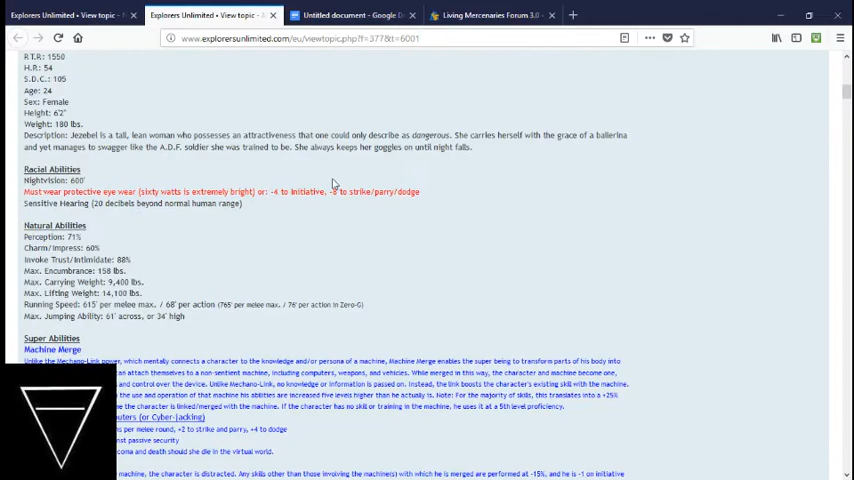 Explorers Unlimited • View topic - N
Explorers Unlimited • View topic - A
Untitled document - Google D
Living Mercenaries Forum 3.0 -
www.explorersunlimited.com/eu/viewtopic.php?f=377&t=6001
R.T.R.: 1550
H.P.: 54
S.D.C.: 105
Age: 24
Sex: Female
Height: 6'2"
Weight: 180 lbs.
Description: Jezebel is a tall, lean woman who possesses an attractiveness that one could only describe as dangerous. She carries herself with the grace of a ballerina
and yet manages to swagger like the A.D.F. soldier she was trained to be. She always keeps her goggles on until night falls.
Racial Abilities
Nightvision: 600'
Must wear protective eye wear (sixty watts is extremely bright) or: -4 to Initiative, -8 to strike/parry/dodge
Sensitive Hearing (20 decibels beyond normal human range)
Natural Abilities
Perception: 71%
Charm/Impress: 60%
Invoke Trust/Intimidate: 88%
Max. Encumbrance: 158 lbs.
Max. Carrying Weight: 9,400 lbs.
Max. Lifting Weight: 14,100 lbs.
Running Speed: 615' per melee max. / 68' per action (765' per melee max. / 76' per action in Zero-G)
Max. Jumping Ability: 61' across, or 34' high
Super Abilities
Machine Merge
Unlike the Mechano-Link power, which mentally connects a character to the knowledge and/or persona of a machine, Machine Merge enables the super being to transform parts of his body into
can attach themselves to a non-sentient machine, including computers, weapons, and vehicles. While merged in this way, the character and machine become one,
and control over the device. Unlike Mechano-Link, no knowledge or information is passed on. Instead, the link boosts the character's existing skill with the machine.
the use and operation of that machine his abilities are increased five levels higher than he actually is. Note: For the majority of skills, this translates into a +25%
me the character is linked/merged with the machine. If the character has no skill or training in the machine, he uses it at a 5th level proficiency.
uters (or Cyber-Jacking)
ns per melee round, +2 to strike and parry, +4 to dodge
inst passive security
coma and death should she die in the virtual world.
machine, the character is distracted. Any skills other than those involving the machine(s) with which he is merged are performed at -15%, and he is -1 on initiative